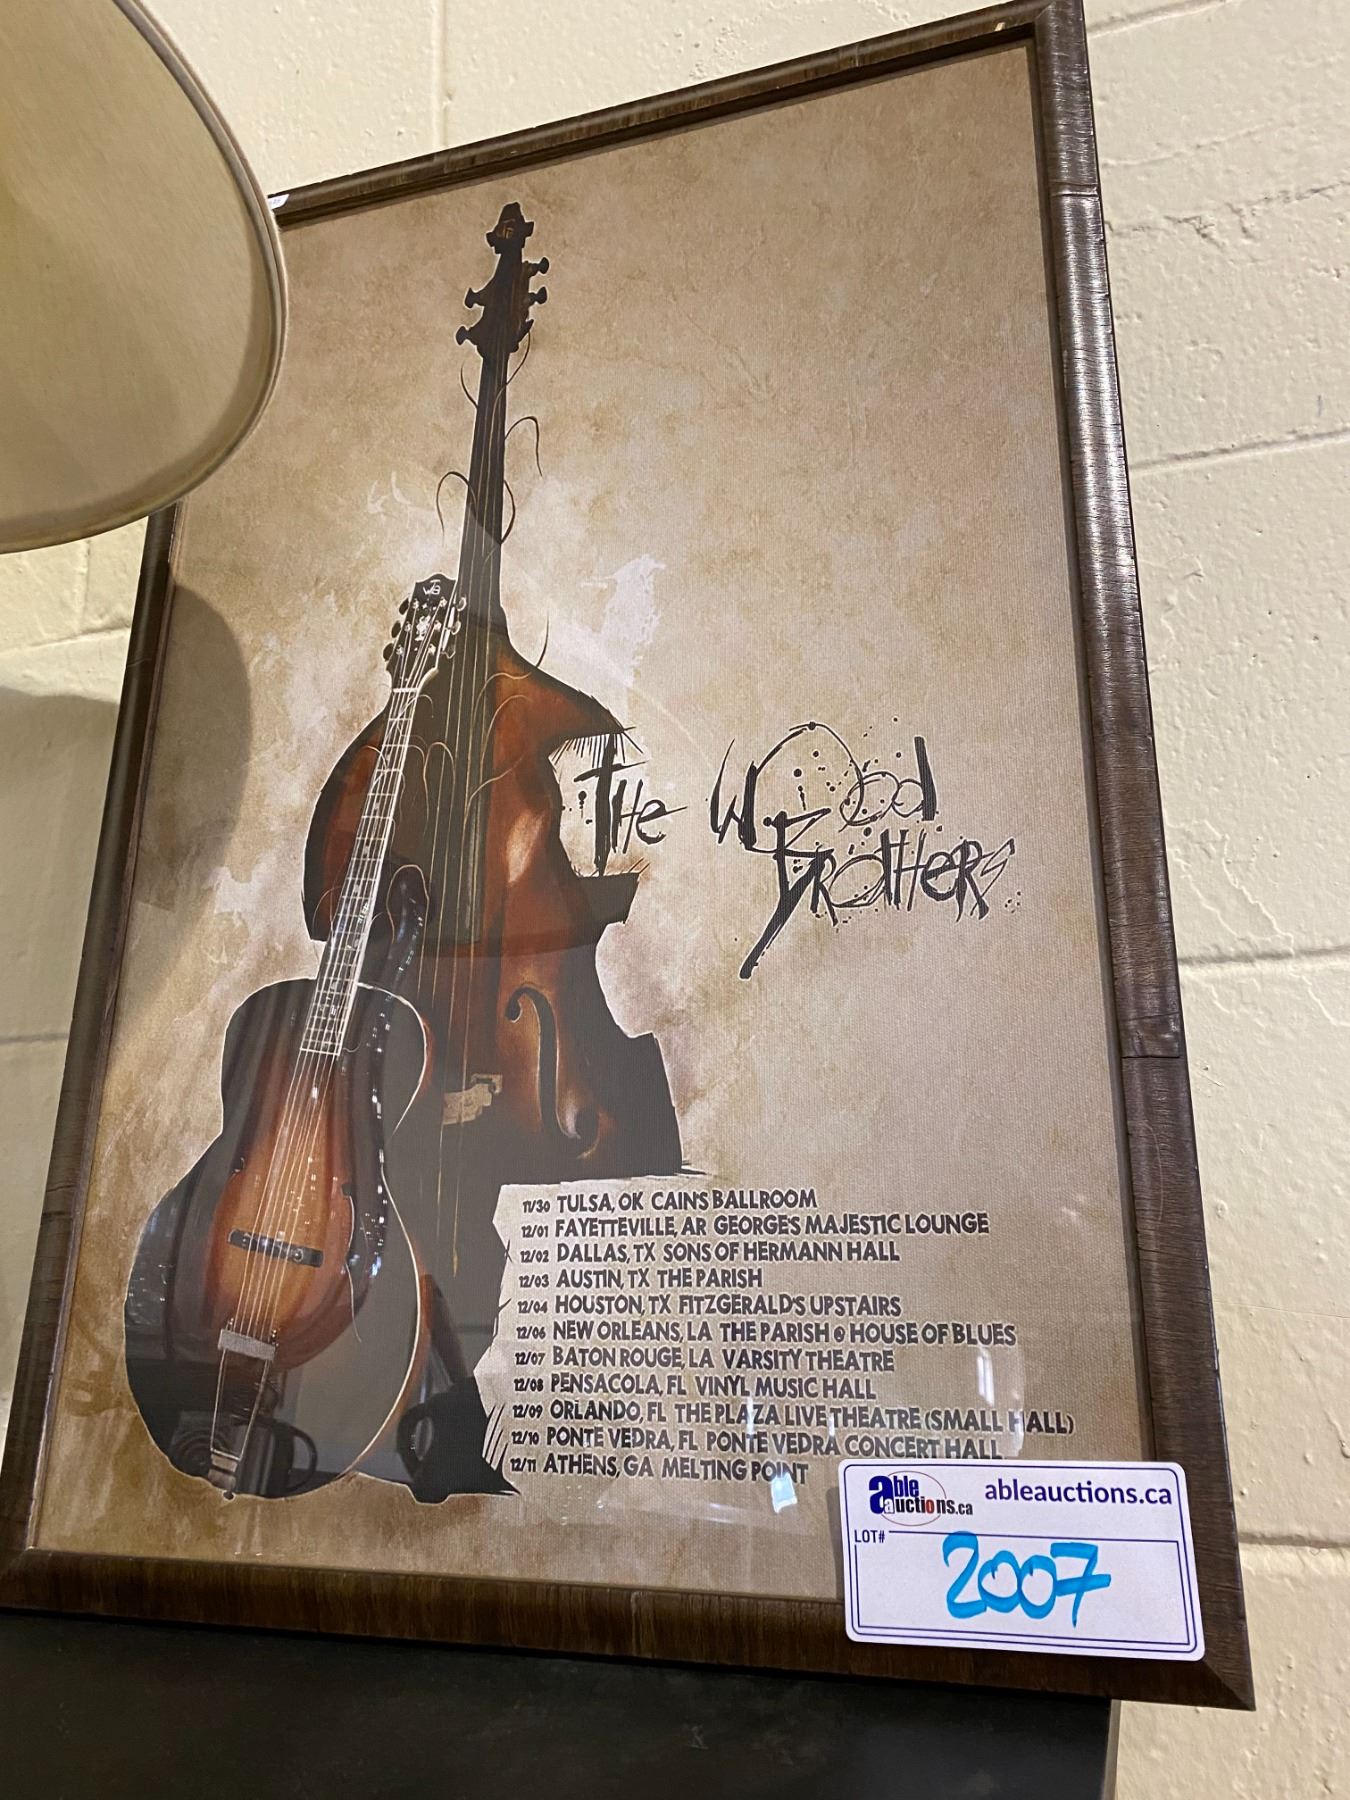 TWB
The Wood
Brothers
11/30 TULSA, OK CAIN'S BALLROOM
12/01 FAYETTEVILLE, AR GEORGE'S MAJESTIC LOUNGE
12/02 DALLAS, TX SONS OF HERMANN HALL
12/03 AUSTIN, TX THE PARISH
12/04 HOUSTON, TX FITZGERALD'S UPSTAIRS
12/06 NEW ORLEANS, LA THE PARISH @ HOUSE OF BLUES
12/07 BATON ROUGE, LA VARSITY THEATRE
12/08 PENSACOLA, FL VINYL MUSIC HALL
12/09 ORLANDO, FL THE PLAZA LIVE THEATRE (SMALL HALL)
12/10 PONTE VEDRA, FL PONTE VEDRA CONCERT HALL
12/11 ATHENS, GA MELTING POINT
able auctions.ca ableauctions.ca
LOT#
2007